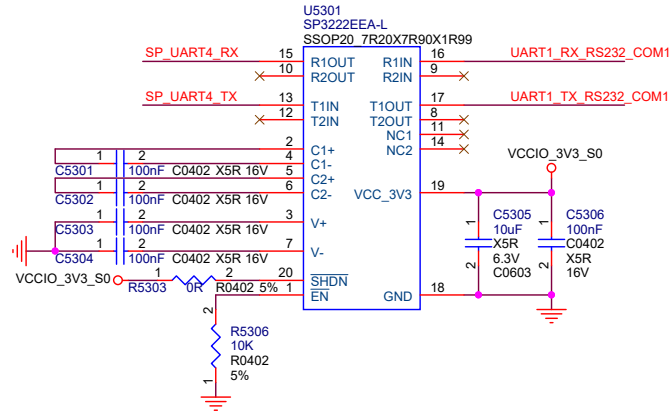 U5301
SP3222EEA-L
SSOP20_7R20X7R90X1R99
SP_UART4_RX 15 R1OUT R1IN 16 UART1_RX_RS232_COM1
10 R2OUT R2IN 9
SP_UART4_TX 13 T1IN T1OUT 17 UART1_TX_RS232_COM1
12 T2IN T2OUT 8
NC1 11
2 C1+ NC2 14
1 2 4 C1-
C5301 100nF C0402 X5R 16V 5 C2+
1 2 6 C2-
C5302 100nF C0402 X5R 16V
1 2 3 V+
C5303 100nF C0402 X5R 16V
1 2 7 V-
C5304 100nF C0402 X5R 16V
VCCIO_3V3_S0 1 2 20 SHDN
R5303 0R R0402 5% 1 EN
VCC_3V3 19
GND 18
VCCIO_3V3_S0
1
C5305
10uF
X5R
6.3V
C0603
2
1
C5306
100nF
C0402
X5R
16V
2
2
R5306
10K
R0402
5%
1